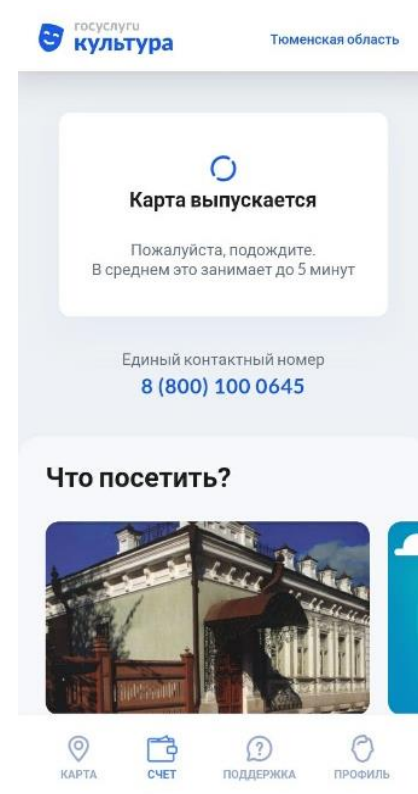 госуслуги
культура
Тюменская область
Карта выпускается
Пожалуйста, подождите.
В среднем это занимает до 5 минут
Единый контактный номер
8 (800) 100 0645
Что посетить?
КАРТА
СЧЕТ
ПОДДЕРЖКА
ПРОФИЛЬ